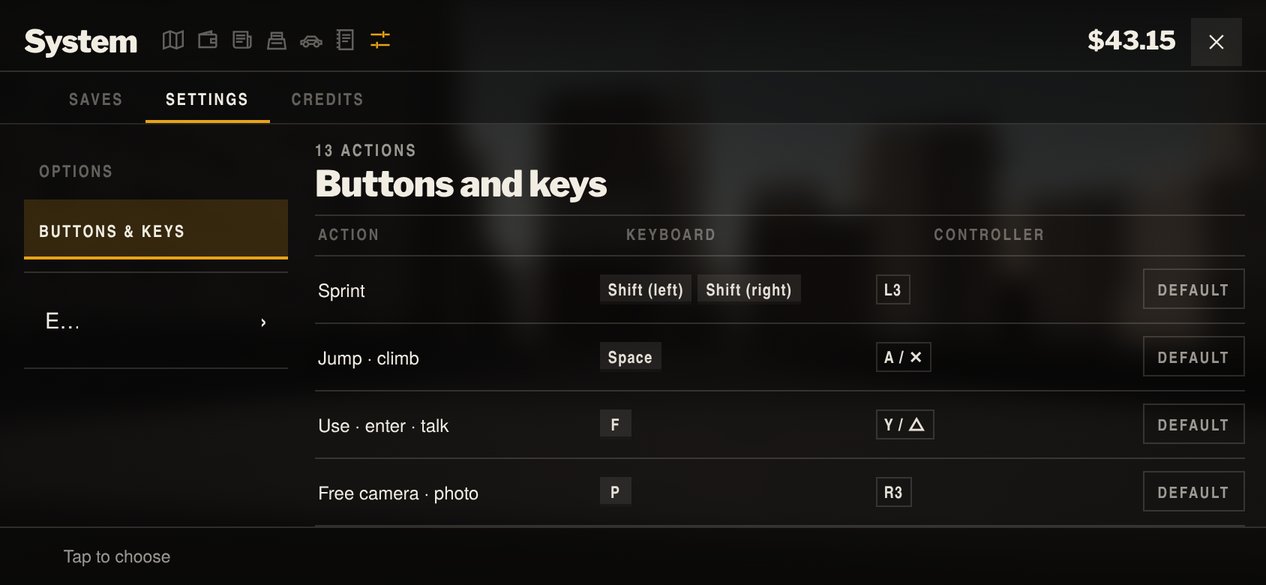 System
$43.15
SAVES SETTINGS CREDITS
OPTIONS
BUTTONS & KEYS
E... ›
13 ACTIONS
Buttons and keys
ACTION KEYBOARD CONTROLLER
Sprint Shift (left) Shift (right) L3 DEFAULT
Jump · climb Space A / ✕ DEFAULT
Use · enter · talk F Y / △ DEFAULT
Free camera · photo P R3 DEFAULT
Tap to choose